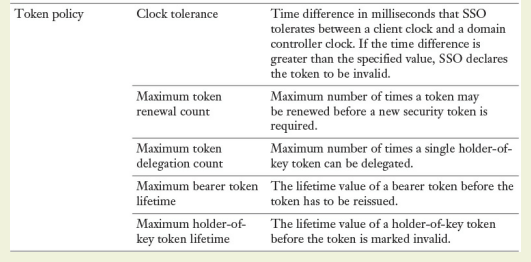 Token policy Clock tolerance Time difference in milliseconds that SSO
tolerates between a client clock and a domain
controller clock. If the time difference is
greater than the specified value, SSO declares
the token to be invalid.
Maximum token Maximum number of times a token may
renewal count be renewed before a new security token is
required.
Maximum token Maximum number of times a single holder-of-
delegation count key token can be delegated.
Maximum bearer token The lifetime value of a bearer token before the
lifetime token has to be reissued.
Maximum holder-of- The lifetime value of a holder-of-key token
key token lifetime before the token is marked invalid.